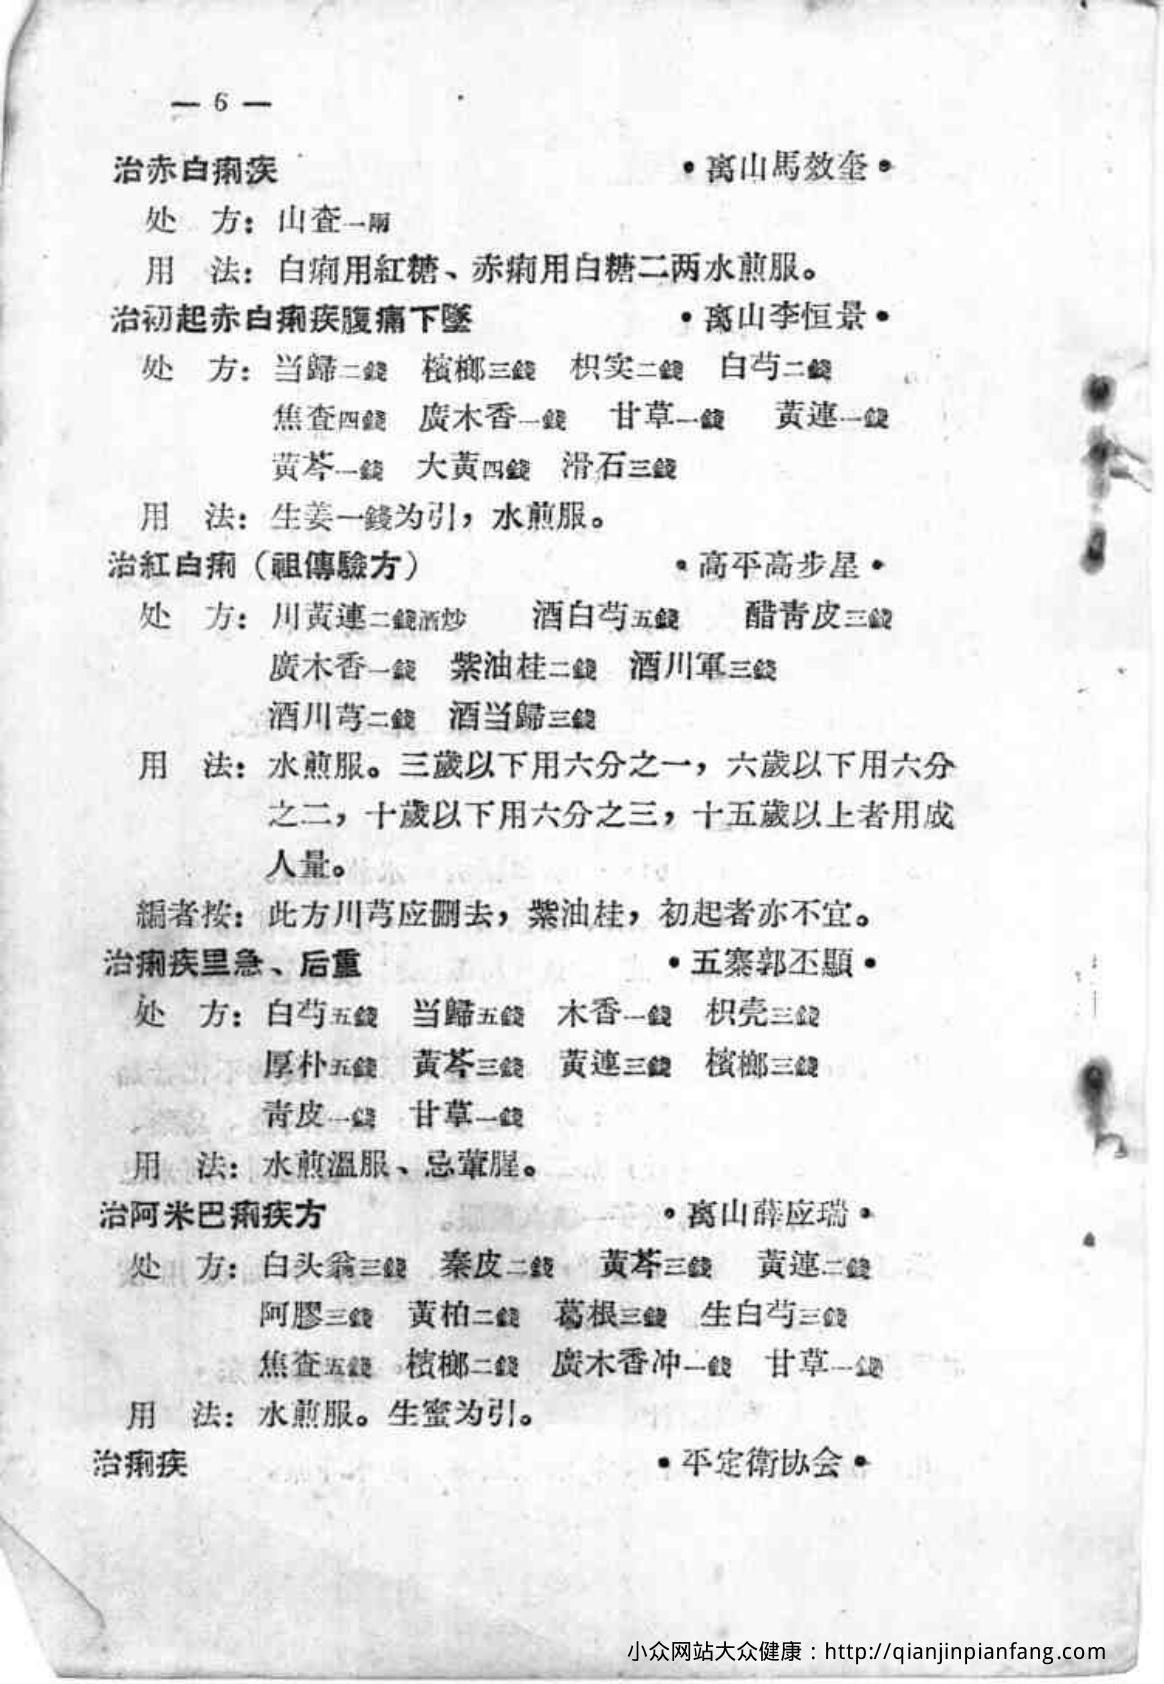 — 6 —
治赤白痢疾 •离山馬效奎•
处 方：山査一兩
用 法：白痢用紅糖、赤痢用白糖二两水煎服。
治初起赤白痢疾腹痛下墜 •离山李恒景•
处 方：当歸二錢 檳榔三錢 枳实二錢 白芍二錢
焦査四錢 廣木香一錢 甘草一錢 黃連一錢
黃芩一錢 大黃四錢 滑石三錢
用 法：生姜一錢为引，水煎服。
治紅白痢（祖傳驗方） •高平高步星•
处 方：川黃連二錢酒炒 酒白芍五錢 醋青皮三錢
廣木香一錢 紫油桂二錢 酒川軍三錢
酒川芎二錢 酒当歸三錢
用 法：水煎服。三歲以下用六分之一，六歲以下用六分
之二，十歲以下用六分之三，十五歲以上者用成
人量。
編者按：此方川芎应删去，紫油桂，初起者亦不宜。
治痢疾里急、后重 •五寨郭丕顯•
处 方：白芍五錢 当歸五錢 木香一錢 枳壳三錢
厚朴五錢 黃芩三錢 黃連三錢 檳榔三錢
青皮一錢 甘草一錢
用 法：水煎溫服、忌葷腥。
治阿米巴痢疾方 •离山薛应瑞•
处 方：白头翁三錢 秦皮二錢 黃芩三錢 黃連二錢
阿膠三錢 黃柏二錢 葛根三錢 生白芍三錢
焦査五錢 檳榔二錢 廣木香冲一錢 甘草一錢
用 法：水煎服。生蜜为引。
治痢疾 •平定衛协会•
小众网站大众健康：http://qianjinpianfang.com